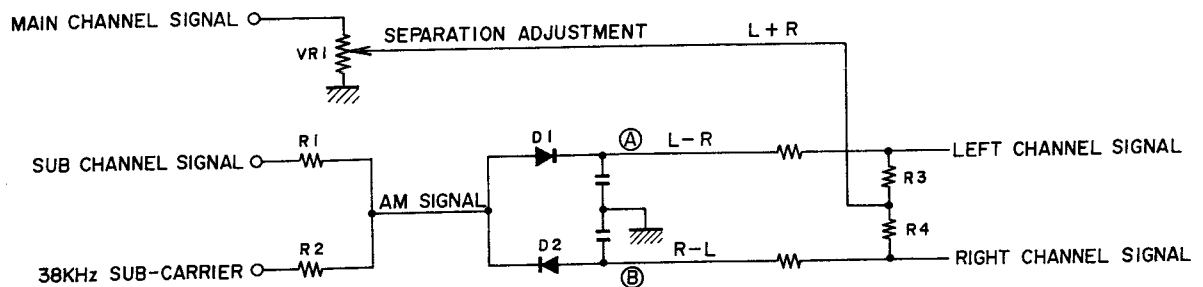 MAIN CHANNEL SIGNAL
VR1
SEPARATION ADJUSTMENT
L+R
R1
SUB CHANNEL SIGNAL
AM SIGNAL
D1
A
L-R
LEFT CHANNEL SIGNAL
R3
R4
R2
38KHz SUB-CARRIER
D2
B
R-L
RIGHT CHANNEL SIGNAL